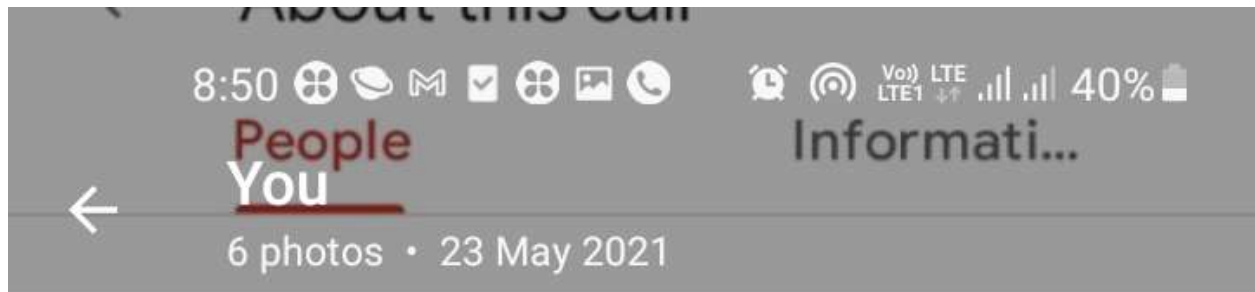 About this call
8:50 Vo)) LTE1 LTE 40%
People Informati...
You
6 photos • 23 May 2021